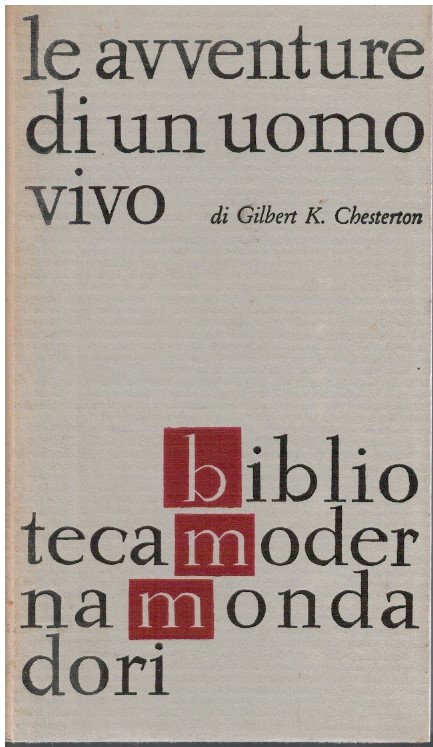 le avventure
di un uomo
vivo di Gilbert K. Chesterton
biblio
teca moder
na monda
dori